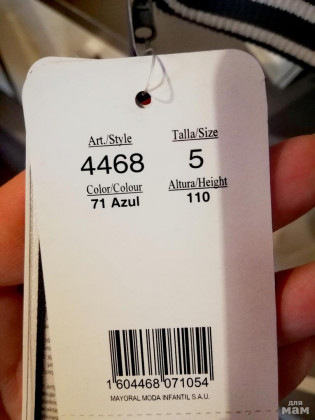 Art./Style Talla/Size
4468 5
Color/Colour Altura/Height
71 Azul 110
1 604468 071054
MAYORAL MODA INFANTIL S.A.U.
для
мам